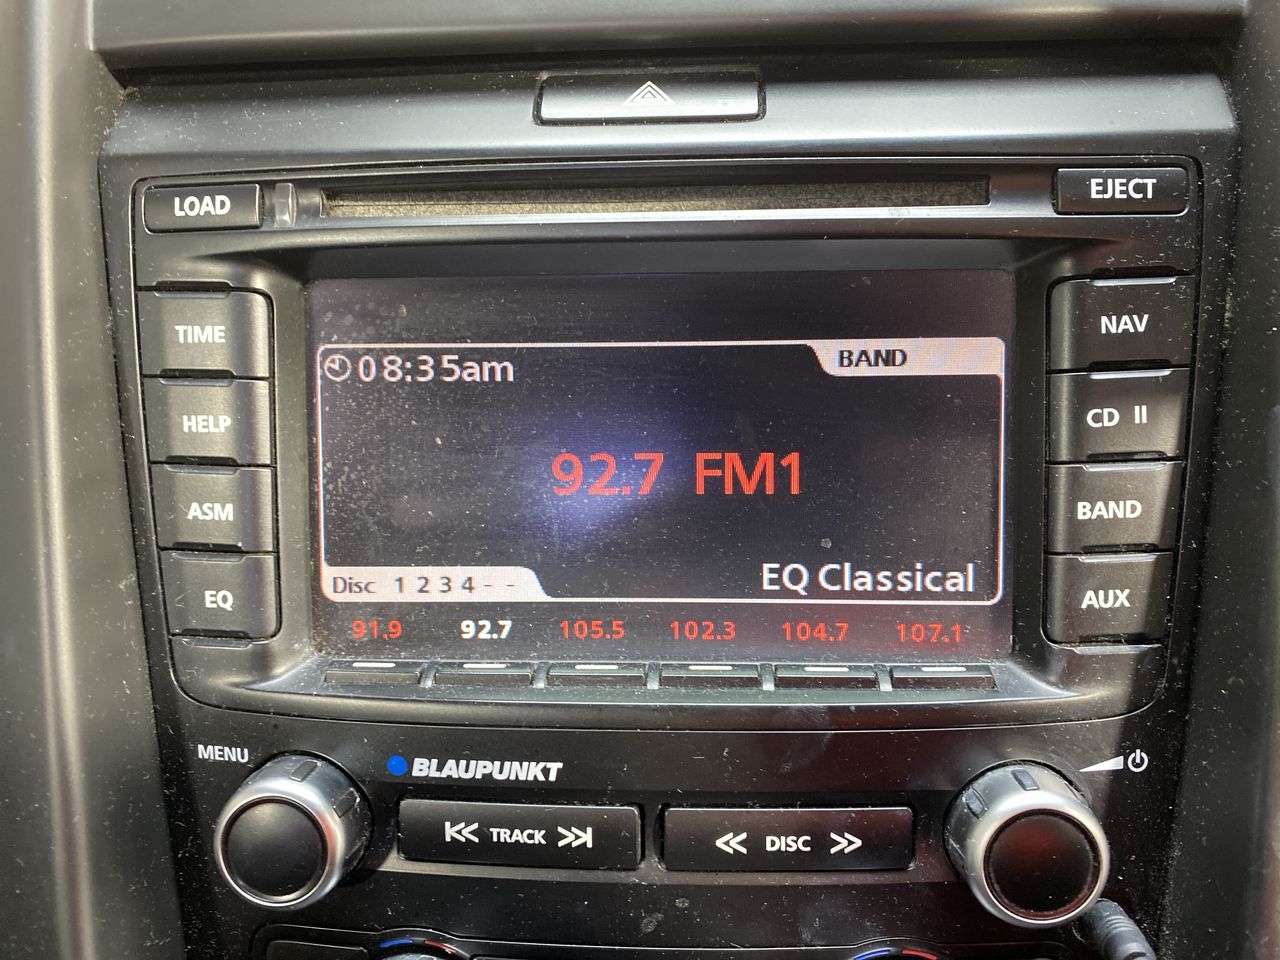 LOAD
EJECT
TIME
NAV
08:35am
BAND
HELP
CD II
92.7 FM1
ASM
BAND
Disc 1 2 3 4 - -
EQ Classical
EQ
AUX
91.9 92.7 105.5 102.3 104.7 107.1
MENU
BLAUPUNKT
TRACK
DISC